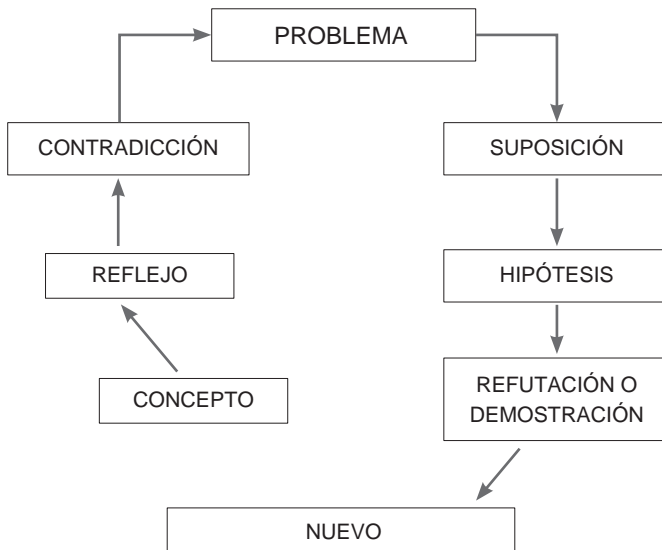 PROBLEMA
CONTRADICCIÓN
SUPOSICIÓN
REFLEJO
HIPÓTESIS
CONCEPTO
REFUTACIÓN O
DEMOSTRACIÓN
NUEVO